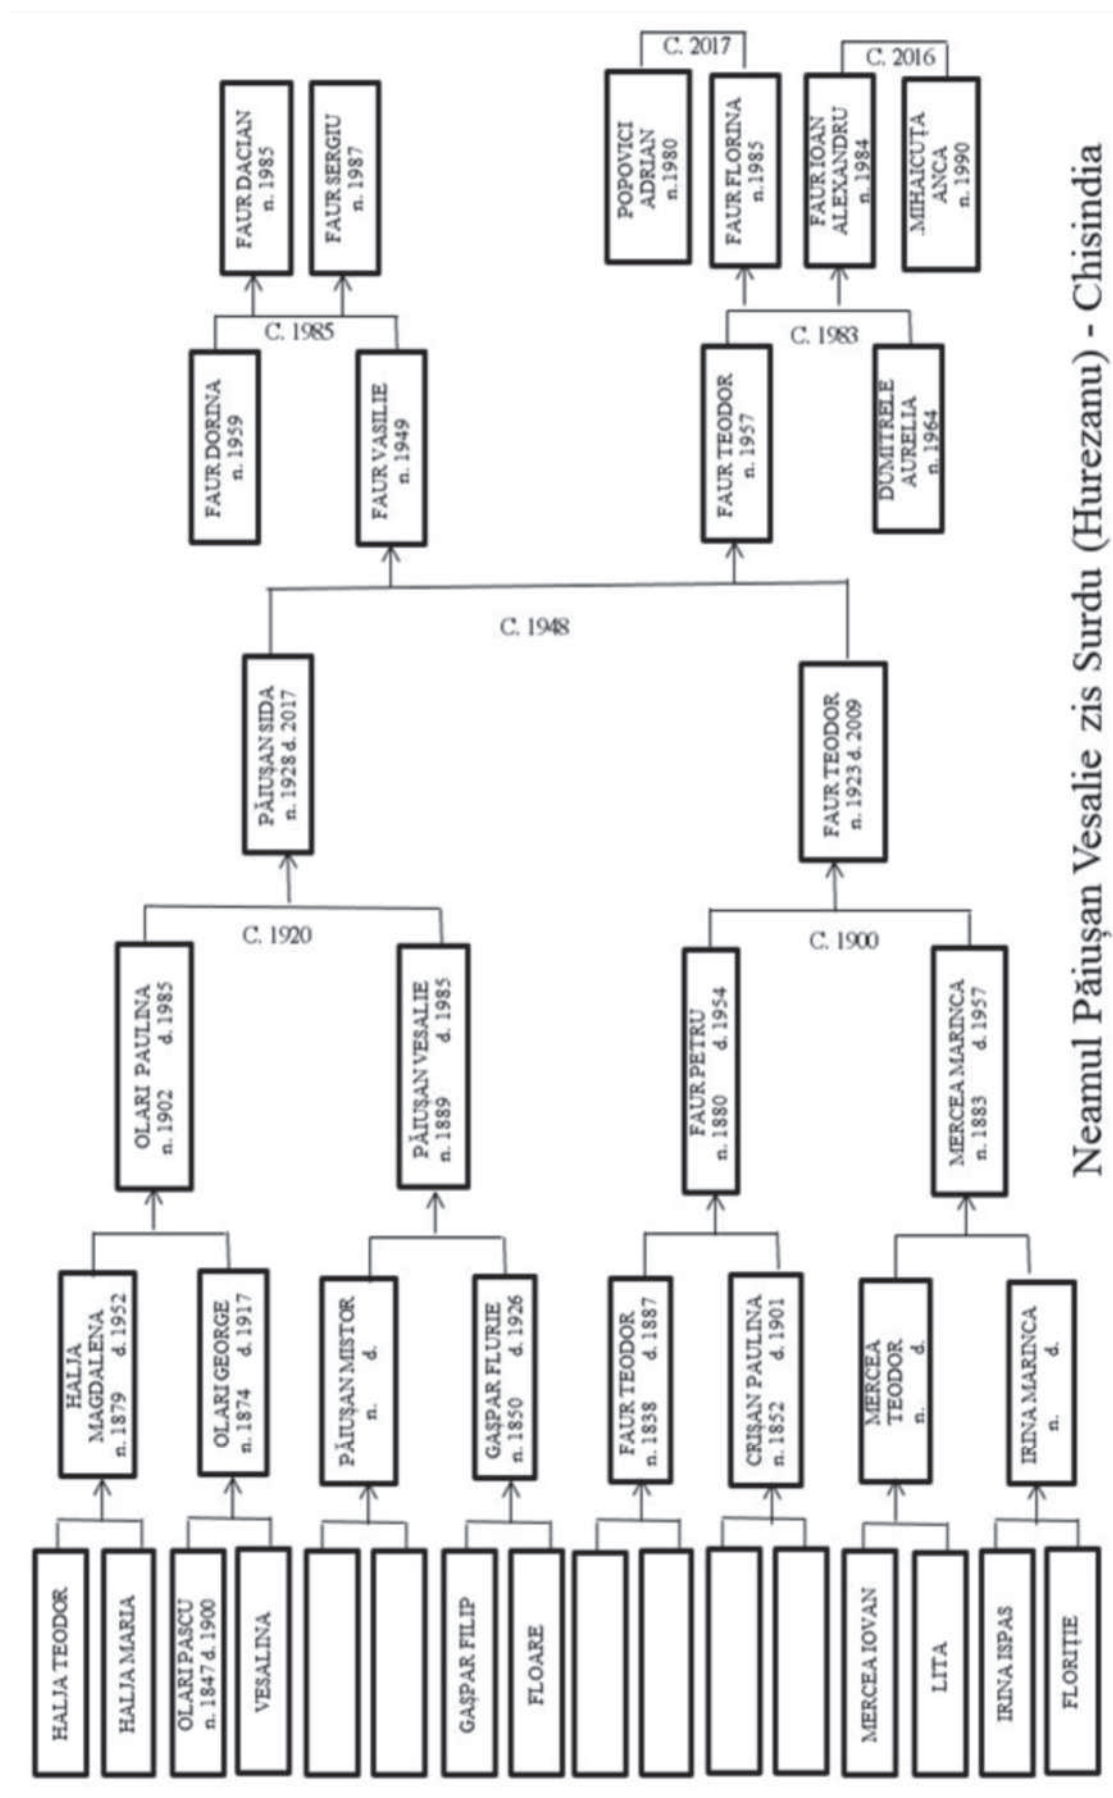 HALJA TEODOR
HALJA MARIA
OLARI PASCU
n. 1847 d. 1900
VESALINA
GAȘPAR FILIP
FLOARE
MERCEA IOVAN
LITA
IRINA ISPAS
FLORIȚIE
HALJA
MAGDALENA
n. 1879 d. 1952
OLARI GEORGE
n. 1874 d. 1917
PĂIUȘAN MISTOR
n. d.
GAȘPAR FLURIE
n. 1850 d. 1926
FAUR TEODOR
n. 1838 d. 1887
CRIȘAN PAULINA
n. 1852 d. 1901
MERCEA
TEODOR
n. d.
IRINA MARINCA
n. d.
OLARI PAULINA
n. 1902 d. 1985
PĂIUȘAN VESALIE
n. 1889 d. 1985
FAUR PETRU
n. 1880 d. 1954
MERCEA MARINCA
n. 1883 d. 1957
C. 1920
C. 1900
PĂIUȘAN SIDA
n. 1928 d. 2017
FAUR TEODOR
n. 1923 d. 2009
C. 1948
FAUR DORINA
n. 1959
FAUR VASILIE
n. 1949
FAUR TEODOR
n. 1957
DUMITRELE
AURELIA
n. 1964
C. 1985
C. 1983
FAUR DACIAN
n. 1985
FAUR SERGIU
n. 1987
POPOVICI
ADRIAN
n.1980
FAUR FLORINA
n.1985
FAUR IOAN
ALEXANDRU
n. 1984
.MIHAICUȚA
ANCA
n. 1990
C. 2017
C. 2016
Neamul Păiușan Vesalie zis Surdu (Hurezanu) - Chisindia